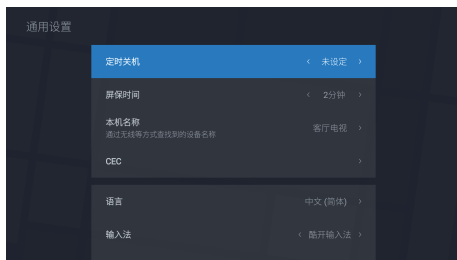 通用设置
定时关机 ‹ 未设定 ›
屏保时间 ‹ 2分钟 ›
本机名称 客厅电视 ›
通过无线等方式查找到的设备名称
CEC ›
语言 中文 (简体) ›
输入法 ‹ 酷开输入法 ›